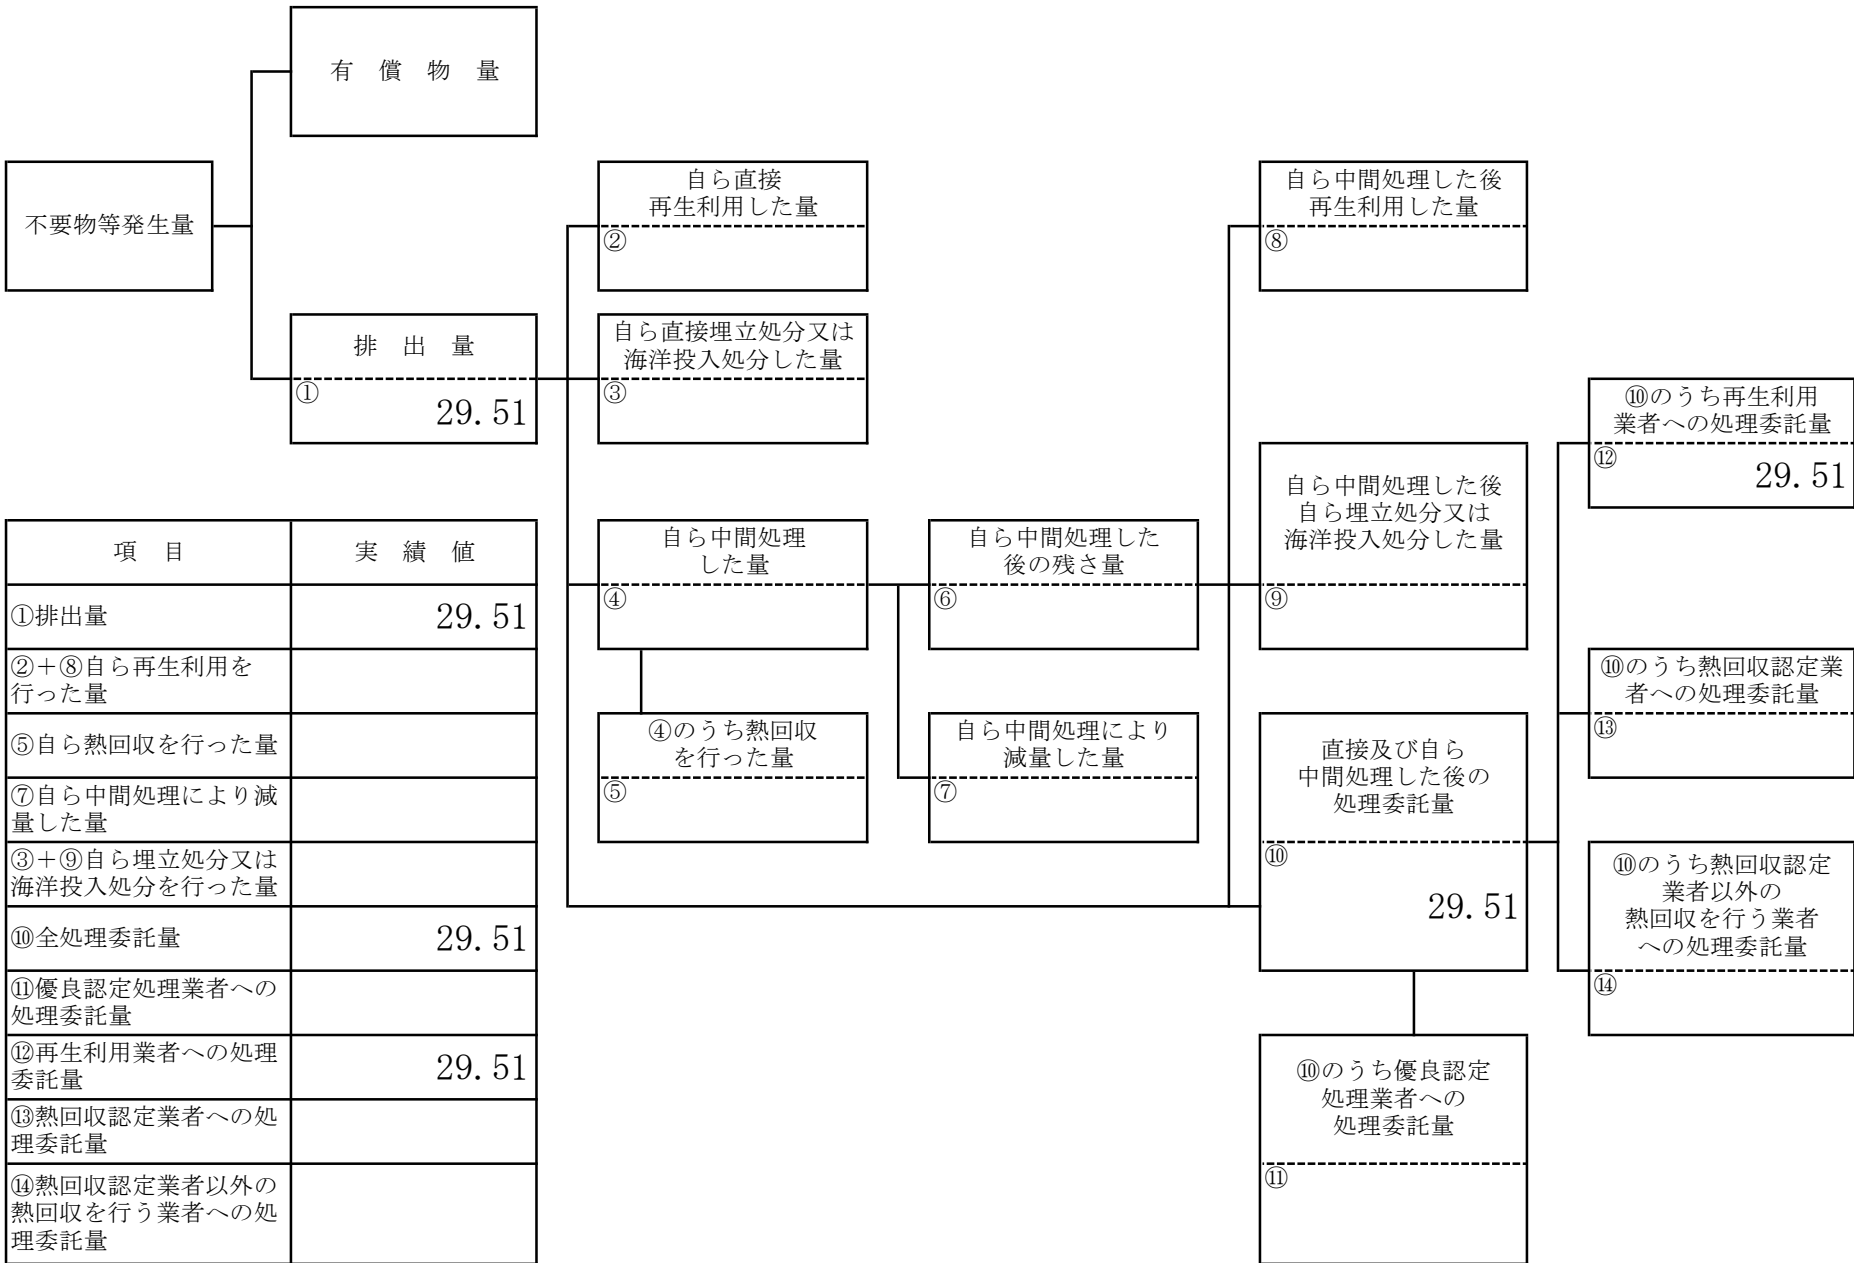 有　償　物　量
不要物等発生量
排　出　量
①
29.51
自ら直接
再生利用した量
②
自ら直接埋立処分又は
海洋投入処分した量
③
自ら中間処理
した量
④
④のうち熱回収
を行った量
⑤
自ら中間処理した
後の残さ量
⑥
自ら中間処理により
減量した量
⑦
自ら中間処理した後
再生利用した量
⑧
自ら中間処理した後
自ら埋立処分又は
海洋投入処分した量
⑨
直接及び自ら
中間処理した後の
処理委託量
⑩
29.51
⑩のうち優良認定
処理業者への
処理委託量
⑪
⑩のうち再生利用
業者への処理委託量
⑫
29.51
⑩のうち熱回収認定業
者への処理委託量
⑬
⑩のうち熱回収認定
業者以外の
熱回収を行う業者
への処理委託量
⑭
項　目　実　績　値
①排出量　29.51
②＋⑧自ら再生利用を
行った量
⑤自ら熱回収を行った量
⑦自ら中間処理により減
量した量
③＋⑨自ら埋立処分又は
海洋投入処分を行った量
⑩全処理委託量　29.51
⑪優良認定処理業者への
処理委託量
⑫再生利用業者への処理
委託量　29.51
⑬熱回収認定業者への処
理委託量
⑭熱回収認定業者以外の
熱回収を行う業者への処
理委託量